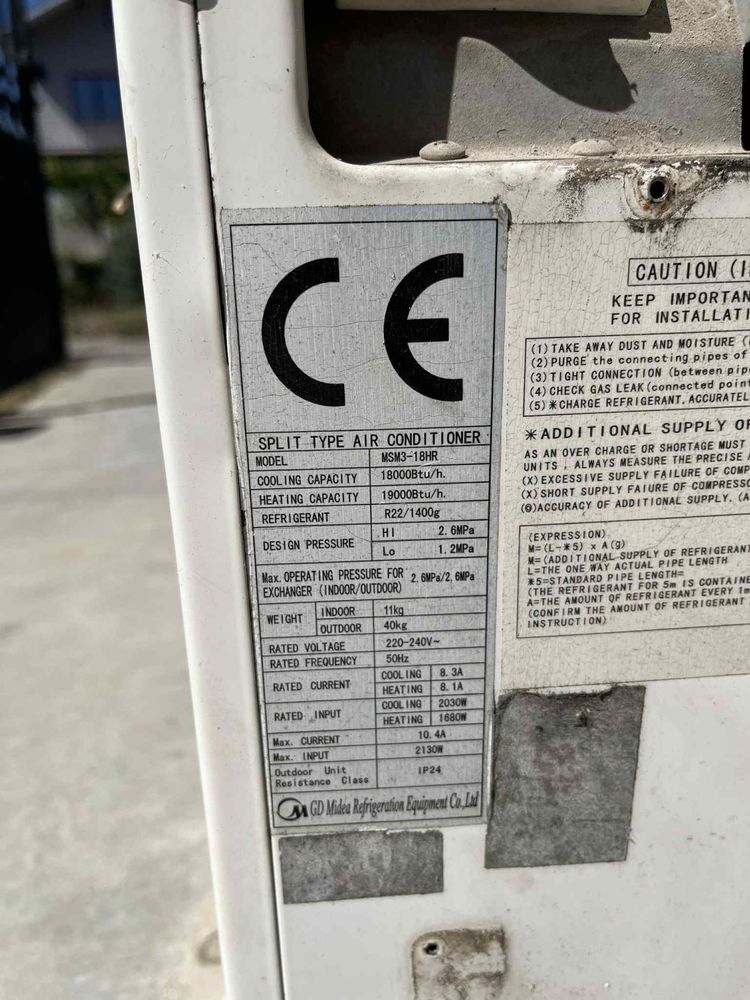 CE
SPLIT TYPE AIR CONDITIONER
MODEL MSM3-18HR
COOLING CAPACITY 18000Btu/h.
HEATING CAPACITY 19000Btu/h.
REFRIGERANT R22/1400g
DESIGN PRESSURE HI 2.6MPa
Lo 1.2MPa
Max. OPERATING PRESSURE FOR 2.6MPa/2.6MPa
EXCHANGER (INDOOR/OUTDOOR)
WEIGHT INDOOR 11kg
OUTDOOR 40kg
RATED VOLTAGE 220-240V~
RATED FREQUENCY 50Hz
RATED CURRENT COOLING 8.3A
HEATING 8.1A
RATED INPUT COOLING 2030W
HEATING 1680W
Max. CURRENT 10.4A
Max. INPUT 2130W
Outdoor Unit IP24
Resistance Class
GD Midea Refrigeration Equipment Co.,Ltd
CAUTION
KEEP IMPORTAN
FOR INSTALLATI
(1) TAKE AWAY DUST AND MOISTURE
(2) PURGE the connecting pipes of
(3) TIGHT CONNECTION (between pip
(4) CHECK GAS LEAK (connected poin
(5) ※CHARGE REFRIGERANT. ACCURATEL
※ADDITIONAL SUPPLY O
AS AN OVER CHARGE OR SHORTAGE MUST
UNITS . ALWAYS MEASURE THE PRECISE
(X) EXCESSIVE SUPPLY FAILURE OF COMP
(X) SHORT SUPPLY FAIURE OF COMPRESSO
(◎) ACCURACY OF ADDITIONAL SUPPLY. (A
(EXPRESSION)
M=(L-※5) x A(g)
M=(ADDITIONAL SUPPLY OF REFRIGERAN
L=THE ONE WAY ACTUAL PIPE LENGTH
※5=STANDARD PIPE LENGTH=
(THE REFRIGERANT FOR 5m IS CONTAINE
A=THE AMOUNT OF REFRIGERANT EVERY 1m
(CONFIRM THE AMOUNT OF REFRIGERANT
INSTRUCTION)